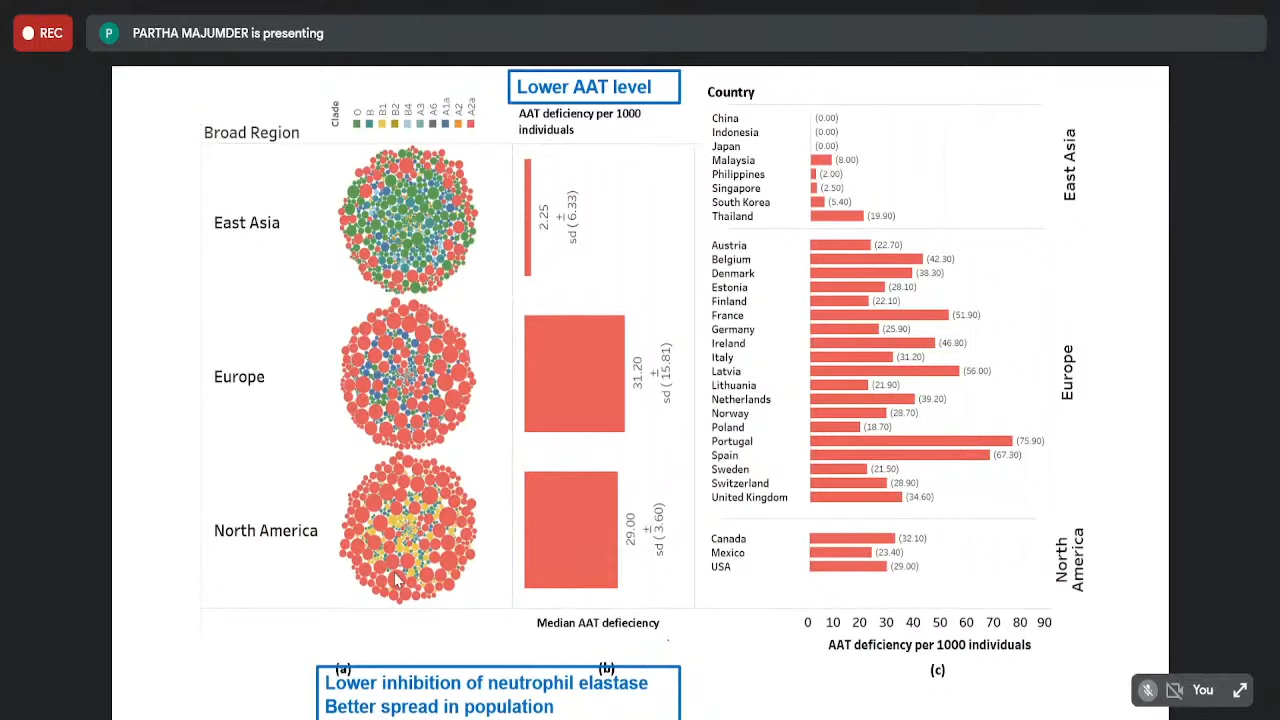 REC
P PARTHA MAJUMDER is presenting
Lower AAT level
AAT deficiency per 1000
individuals
Broad Region
Clade
O
B
B1
B2
B4
A3
A6
A1a
A2
A2a
East Asia
Europe
North America
2.25
±
sd ( 6.33)
31.20
±
sd ( 15.81)
29.00
±
sd ( 3.60)
Median AAT defieciency
(a)
(b)
Country
China (0.00)
Indonesia (0.00)
Japan (0.00)
Malaysia (8.00)
Philippines (2.00)
Singapore (2.50)
South Korea (5.40)
Thailand (19.90)
East Asia
Austria (22.70)
Belgium (42.30)
Denmark (38.30)
Estonia (28.10)
Finland (22.10)
France (51.90)
Germany (25.90)
Ireland (46.80)
Italy (31.20)
Latvia (56.00)
Lithuania (21.90)
Netherlands (39.20)
Norway (28.70)
Poland (18.70)
Portugal (75.90)
Spain (67.30)
Sweden (21.50)
Switzerland (28.90)
United Kingdom (34.60)
Europe
Canada (32.10)
Mexico (23.40)
USA (29.00)
North
America
0 10 20 30 40 50 60 70 80 90
AAT deficiency per 1000 individuals
(c)
Lower inhibition of neutrophil elastase
Better spread in population
You